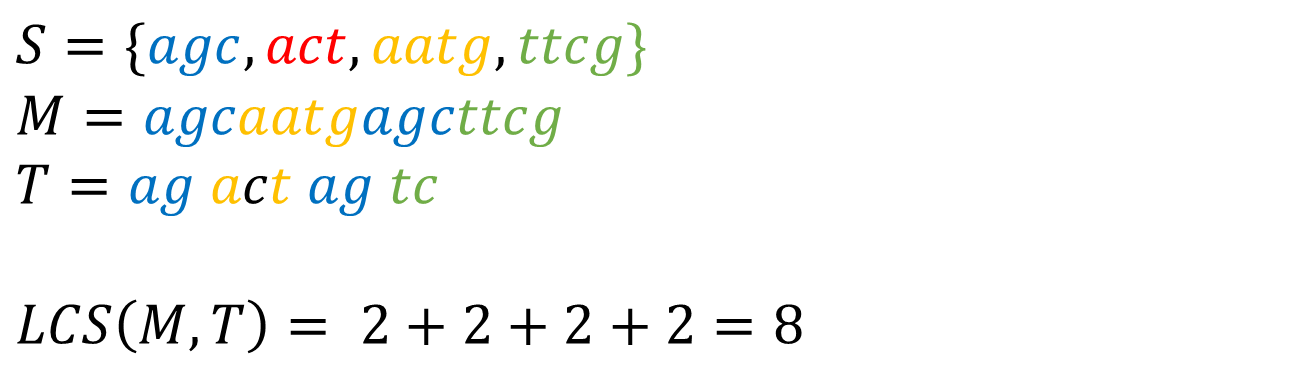 S = {agc, act, aatg, ttcg}
M = agcaatgagcttcg
T = ag act ag tc
LCS(M, T) = 2 + 2 + 2 + 2 = 8